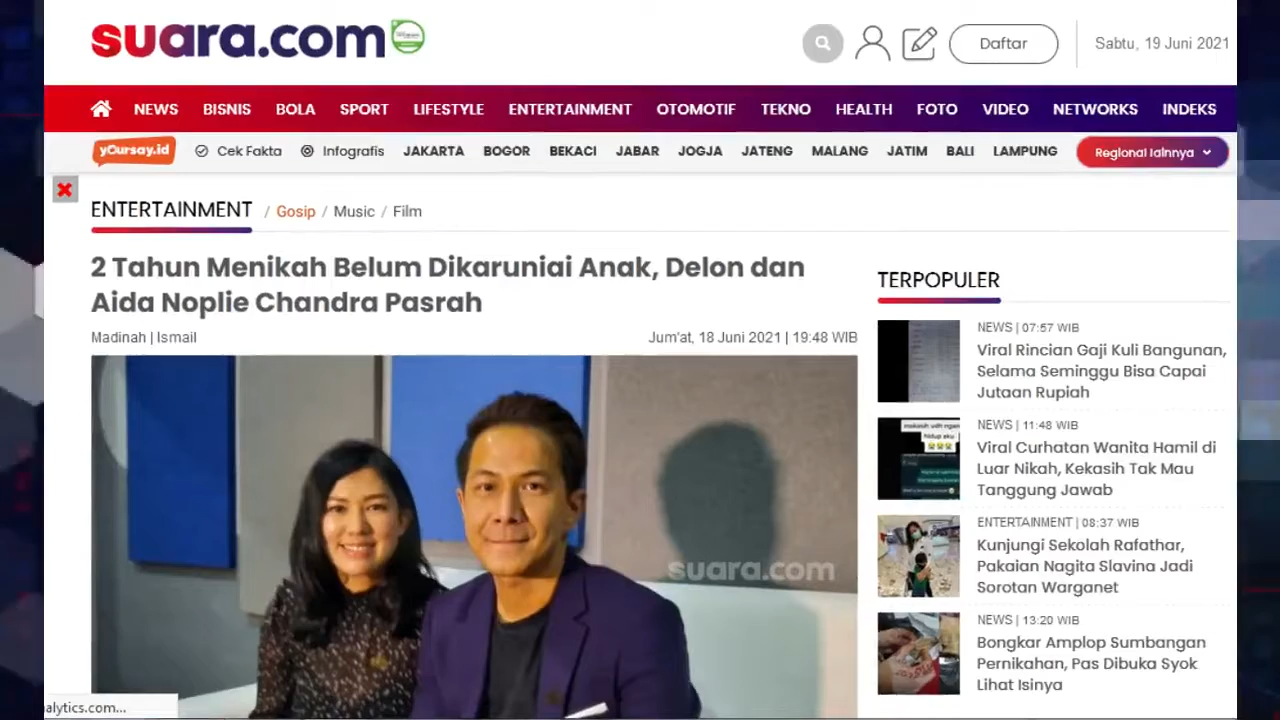 suara.com
Daftar
Sabtu, 19 Juni 2021
NEWS BISNIS BOLA SPORT LIFESTYLE ENTERTAINMENT OTOMOTIF TEKNO HEALTH FOTO VIDEO NETWORKS INDEKS
yOursay.id Cek Fakta Infografis JAKARTA BOGOR BEKACI JABAR JOGJA JATENG MALANG JATIM BALI LAMPUNG Regional lainnya
ENTERTAINMENT / Gosip / Music / Film
2 Tahun Menikah Belum Dikaruniai Anak, Delon dan
Aida Noplie Chandra Pasrah
Madinah | Ismail
Jum'at, 18 Juni 2021 | 19:48 WIB
suara.com
TERPOPULER
NEWS | 07:57 WIB
Viral Rincian Gaji Kuli Bangunan,
Selama Seminggu Bisa Capai
Jutaan Rupiah
NEWS | 11:48 WIB
Viral Curhatan Wanita Hamil di
Luar Nikah, Kekasih Tak Mau
Tanggung Jawab
ENTERTAINMENT | 08:37 WIB
Kunjungi Sekolah Rafathar,
Pakaian Nagita Slavina Jadi
Sorotan Warganet
NEWS | 13:20 WIB
Bongkar Amplop Sumbangan
Pernikahan, Pas Dibuka Syok
Lihat Isinya
alytics.com...